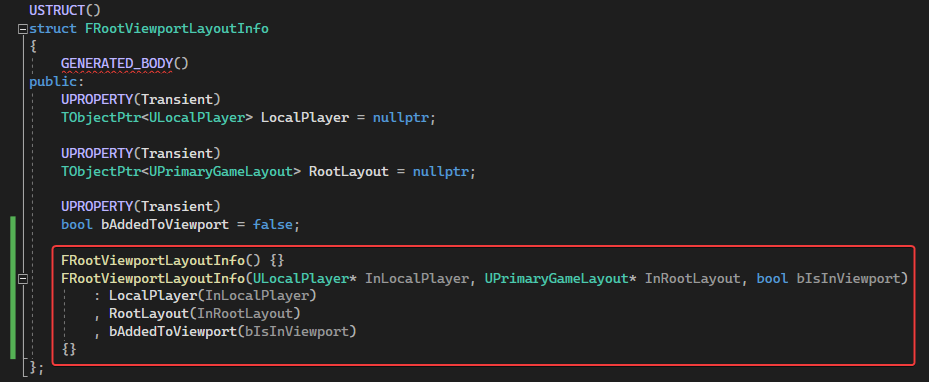 USTRUCT()
struct FRootViewportLayoutInfo
{
GENERATED_BODY()
public:
UPROPERTY(Transient)
TObjectPtr<ULocalPlayer> LocalPlayer = nullptr;
UPROPERTY(Transient)
TObjectPtr<UPrimaryGameLayout> RootLayout = nullptr;
UPROPERTY(Transient)
bool bAddedToViewport = false;
FRootViewportLayoutInfo() {}
FRootViewportLayoutInfo(ULocalPlayer* InLocalPlayer, UPrimaryGameLayout* InRootLayout, bool bIsInViewport)
: LocalPlayer(InLocalPlayer)
, RootLayout(InRootLayout)
, bAddedToViewport(bIsInViewport)
{}
};